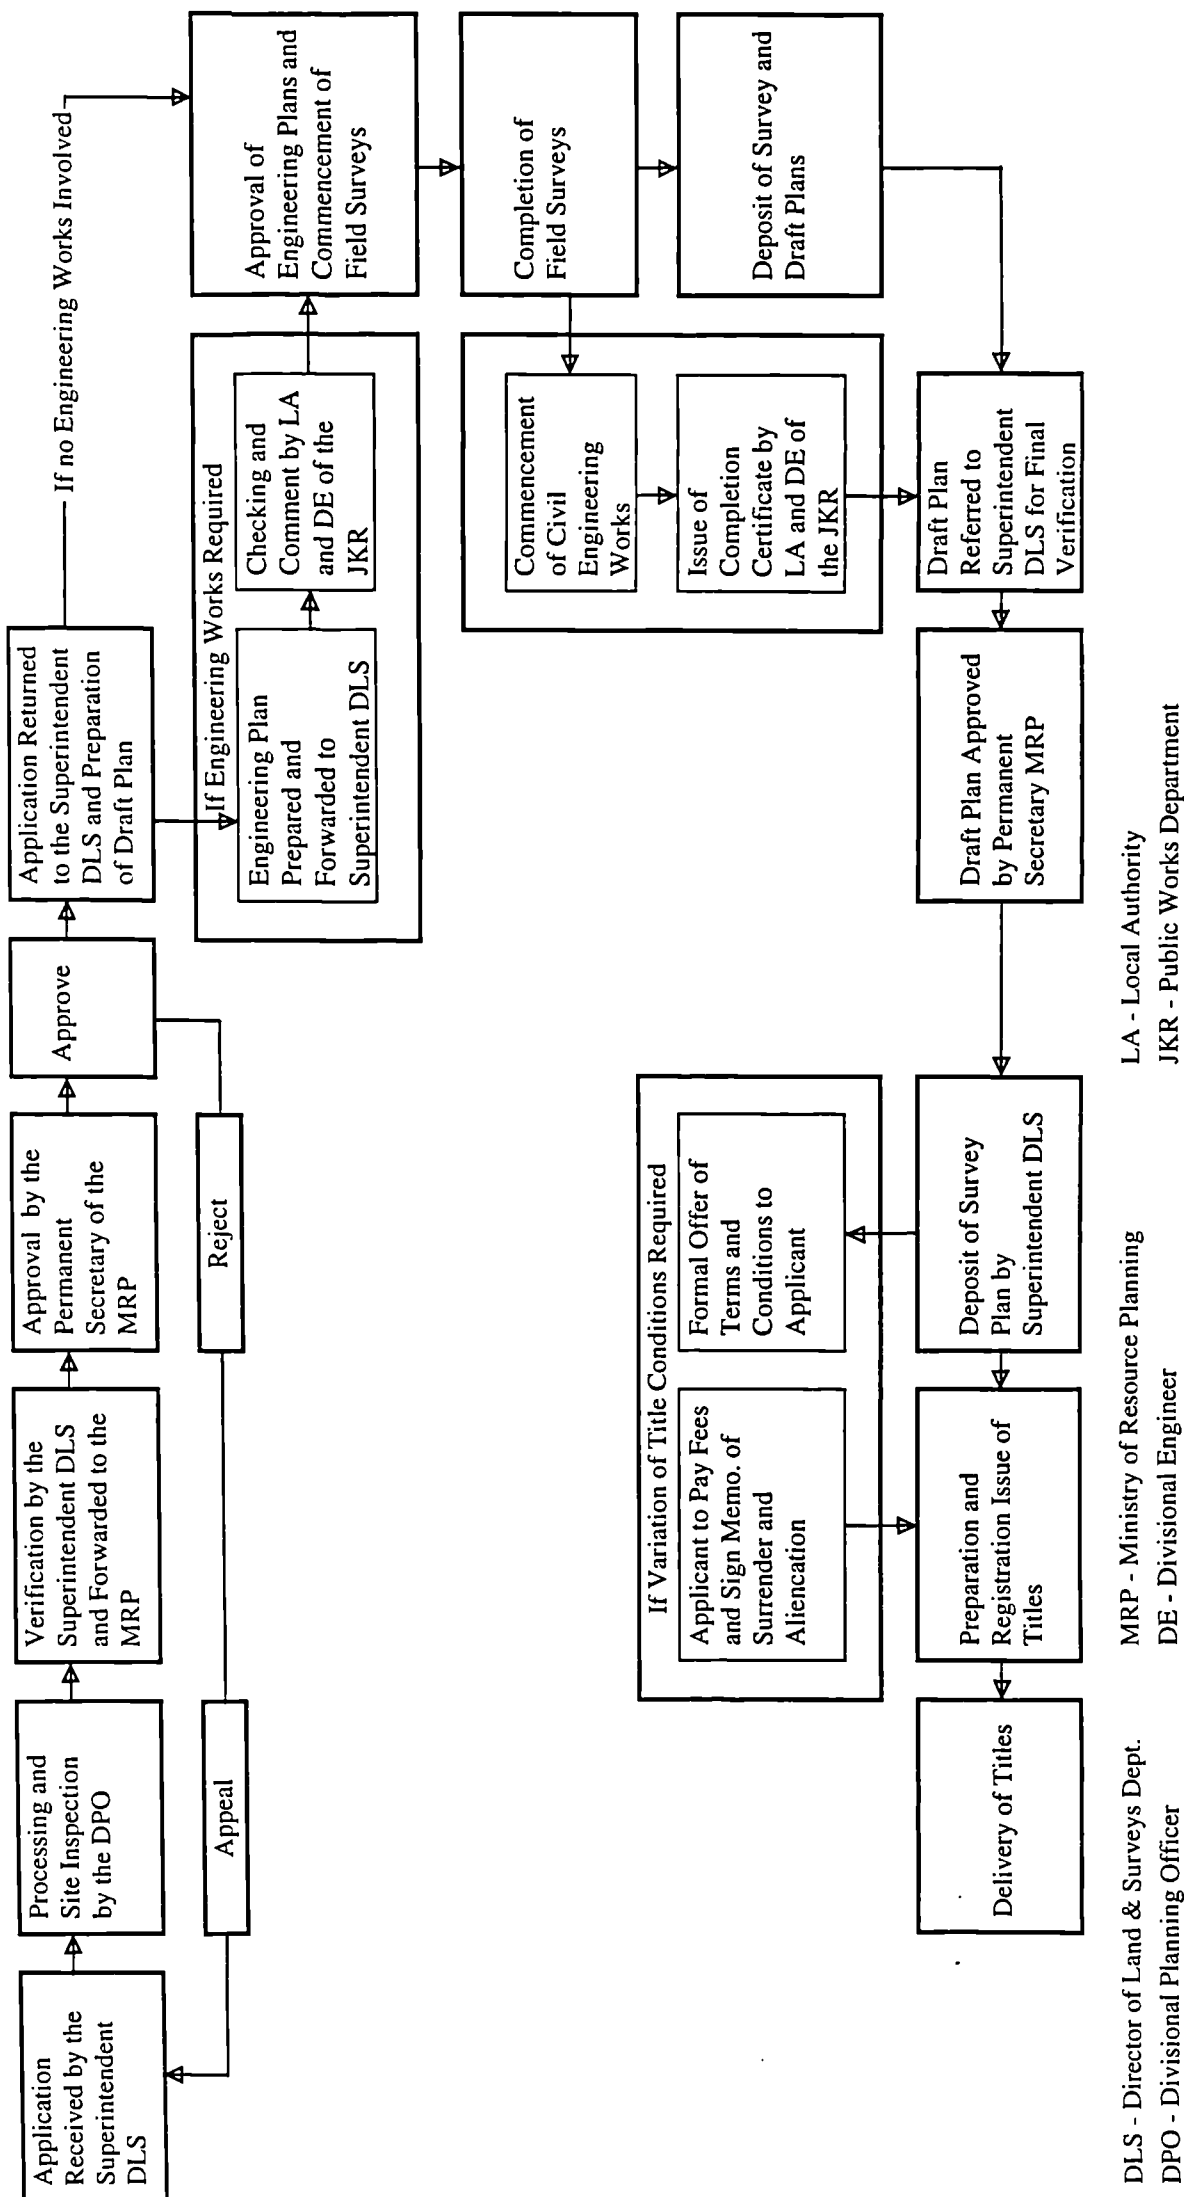 Application
Received by the
Superintendent
DLS
Processing and
Site Inspection
by the DPO
Verification by the
Superintendent DLS
and Forwarded to the
MRP
Approval by the
Permanent
Secretary of the
MRP
Approve
Application Returned
to the Superintendent
DLS and Preparation
of Draft Plan
If no Engineering Works Involved
Appeal
Reject
If Engineering Works Required
Engineering Plan
Prepared and
Forwarded to
Superintendent DLS
Checking and
Comment by LA
and DE of the
JKR
Approval of
Engineering Plans and
Commencement of
Field Surveys
Completion of
Field Surveys
Commencement
of Civil
Engineering
Works
Issue of
Completion
Certificate by
LA and DE of
the JKR
Deposit of Survey and
Draft Plans
Draft Plan
Referred to
Superintendent
DLS for Final
Verification
Draft Plan Approved
by Permanent
Secretary MRP
Deposit of Survey
Plan by
Superintendent DLS
If Variation of Title Conditions Required
Formal Offer of
Terms and
Conditions to
Applicant
Applicant to Pay Fees
and Sign Memo. of
Surrender and
Aliencation
Preparation and
Registration Issue of
Titles
Delivery of Titles
DLS - Director of Land & Surveys Dept.
MRP - Ministry of Resource Planning
LA - Local Authority
DPO - Divisional Planning Officer
DE - Divisional Engineer
JKR - Public Works Department